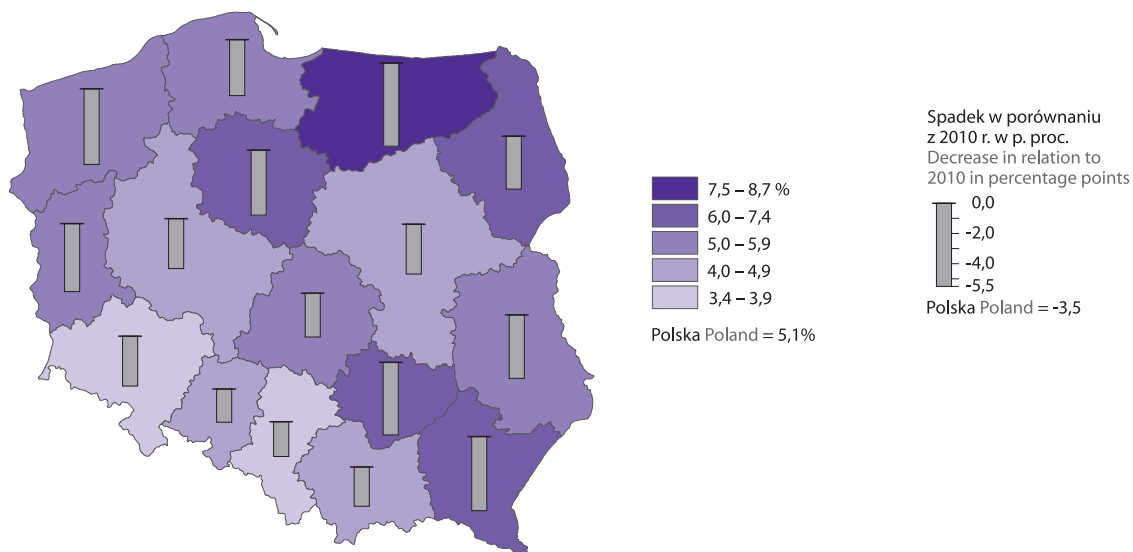 7,5 – 8,7 %
6,0 – 7,4
5,0 – 5,9
4,0 – 4,9
3,4 – 3,9
Polska Poland = 5,1%
Spadek w porównaniu
z 2010 r. w p. proc.
Decrease in relation to
2010 in percentage points
0,0
-2,0
-4,0
-5,5
Polska Poland = -3,5